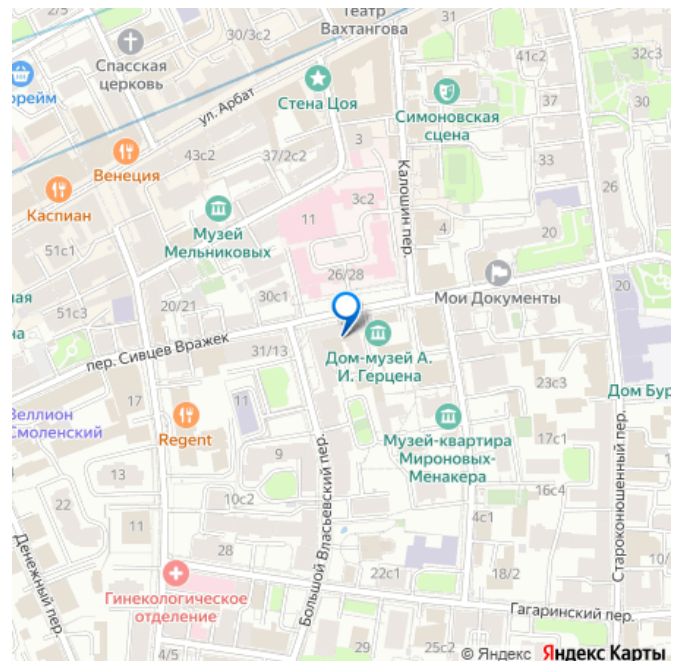 2/5
30/3с2
Театр
Вахтангова
31
41с2
32с3
Спасская
церковь
орейм
ул. Арбат
Стена Цоя
Симоновская
сцена
37
30
Венеция
43с2
37/2с2
3
Калошин пер.
33
Каспиан
Музей
Мельниковых
11
3с2
26
51с1
4
20
26/28
ная
30с1
Мои Документы
20
51с3
20/21
на
пер. Сивцев Вражек
31/13
Дом-музей А.
И. Герцена
23с3
Дом Бур
Веллион
Смоленский
17
11
Regent
Музей-квартира
Мироновых-
Менакера
17с1
9
13
22
10с2
16с4
11
4с1
Большой Власьевский пер.
Староконюшенный пер.
Денежный пер.
28
10/
22с1
18/2
Гинекологическое
отделение
Гагаринский пер.
4/5
29
25с2
© Яндекс Яндекс Карты